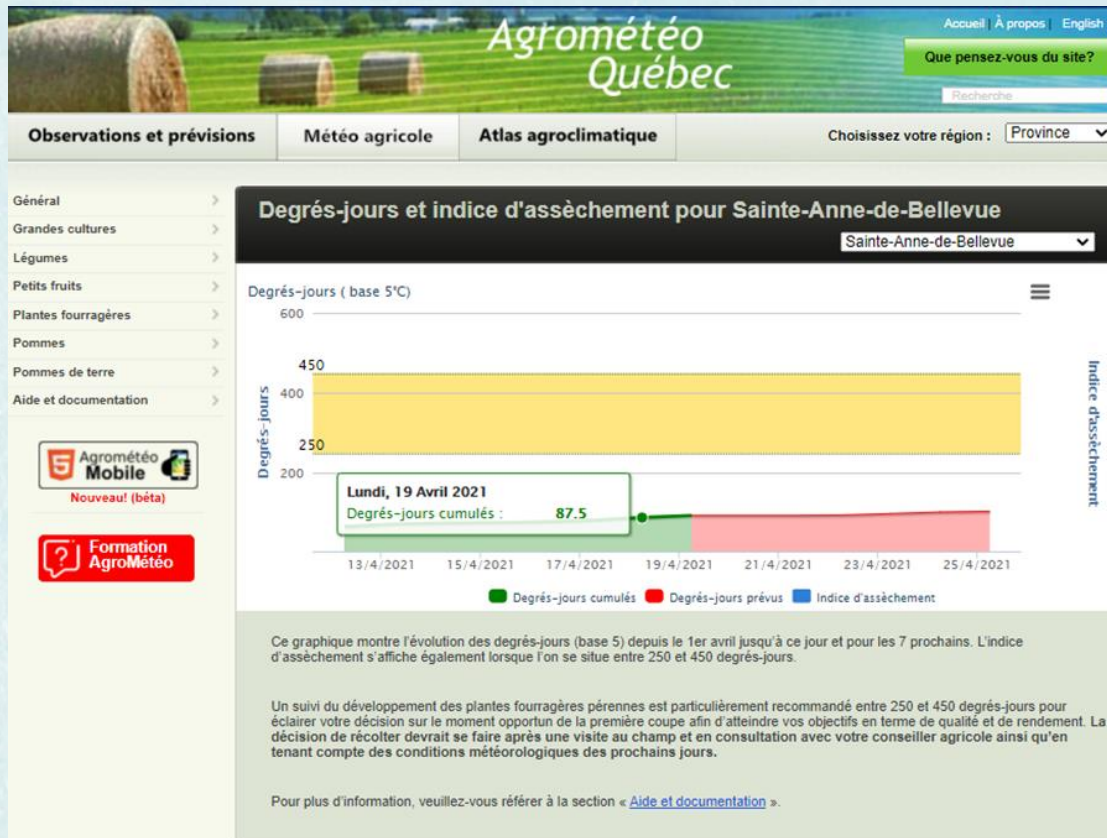 Agrométéo
Québec
Accueil | À propos | English
Que pensez-vous du site?
Recherche
Observations et prévisions
Météo agricole
Atlas agroclimatique
Choisissez votre région :
Province
Général
Grandes cultures
Légumes
Petits fruits
Plantes fourragères
Pommes
Pommes de terre
Aide et documentation
5 Agrométéo
Mobile
Nouveau! (béta)
Formation
AgroMétéo
Degrés-jours et indice d'assèchement pour Sainte-Anne-de-Bellevue
Sainte-Anne-de-Bellevue
Degrés-jours ( base 5°C)
600
450
400
250
200
Degrés-jours
Indice d'assèchement
Lundi, 19 Avril 2021
Degrés-jours cumulés : 87.5
13/4/2021 15/4/2021 17/4/2021 19/4/2021 21/4/2021 23/4/2021 25/4/2021
Degrés-jours cumulés Degrés-jours prévus Indice d'assèchement
Ce graphique montre l'évolution des degrés-jours (base 5) depuis le 1er avril jusqu'à ce jour et pour les 7 prochains. L'indice
d'assèchement s'affiche également lorsque l'on se situe entre 250 et 450 degrés-jours.
Un suivi du développement des plantes fourragères pérennes est particulièrement recommandé entre 250 et 450 degrés-jours pour
éclairer votre décision sur le moment opportun de la première coupe afin d'atteindre vos objectifs en terme de qualité et de rendement. La
décision de récolter devrait se faire après une visite au champ et en consultation avec votre conseiller agricole ainsi qu'en
tenant compte des conditions météorologiques des prochains jours.
Pour plus d'information, veuillez-vous référer à la section « Aide et documentation ».